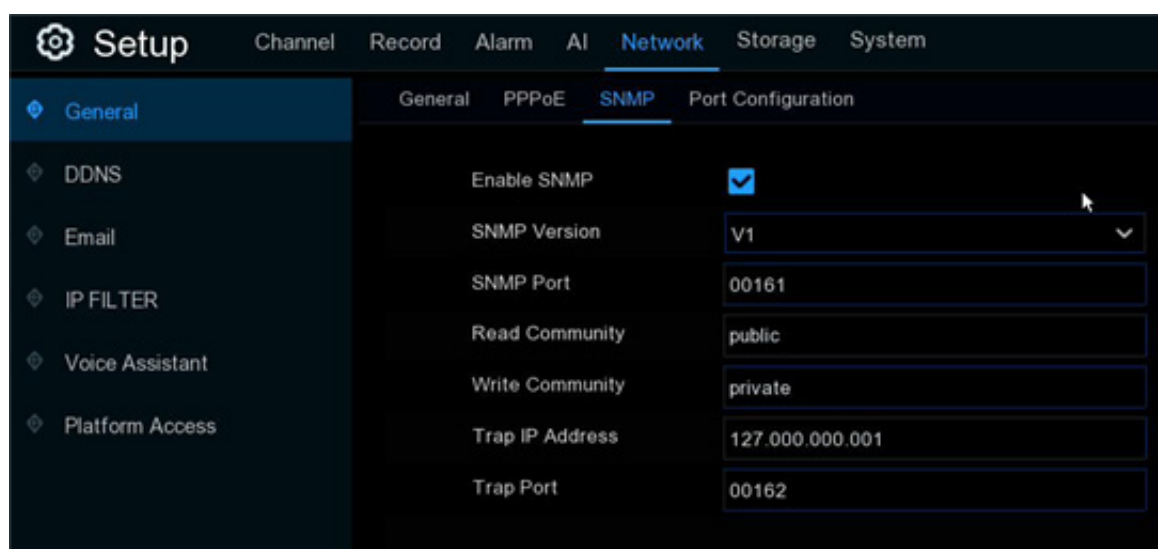 Setup Channel Record Alarm AI Network Storage System
General PPPoE SNMP Port Configuration
General
DDNS
Email
IP FILTER
Voice Assistant
Platform Access
Enable SNMP
SNMP Version V1
SNMP Port 00161
Read Community public
Write Community private
Trap IP Address 127.000.000.001
Trap Port 00162